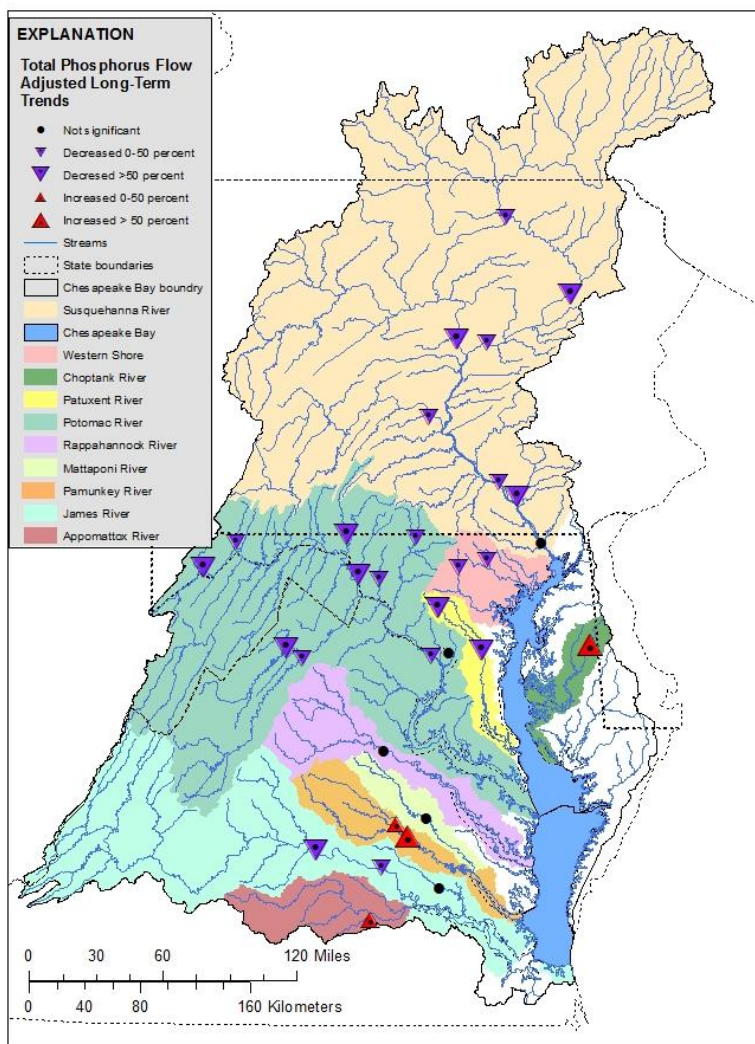 EXPLANATION
Total Phosphorus Flow
Adjusted Long-Term
Trends
Not significant
Decreased 0-50 percent
Decresed >50 percent
Increased 0-50 percent
Increased > 50 percent
Streams
State boundaries
Chesapeake Bay boundry
Susquehanna River
Chesapeake Bay
Western Shore
Choptank River
Patuxent River
Potomac River
Rappahannock River
Mattaponi River
Pamunkey River
James River
Appomattox River
0 30 60 120 Miles
0 40 80 160 Kilometers